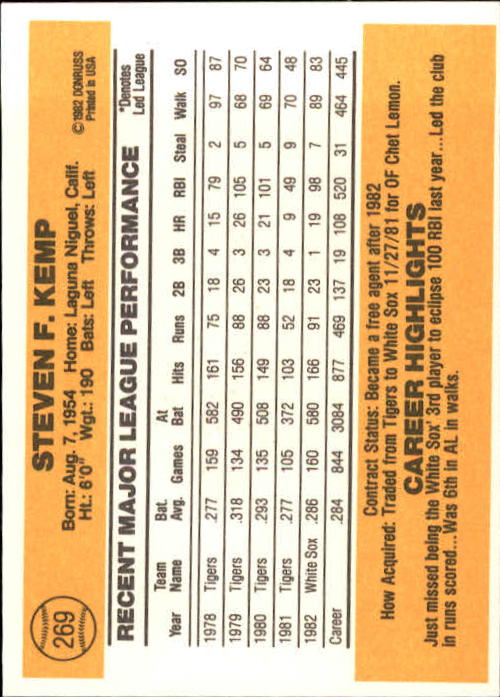 269
STEVEN F. KEMP
©1982 DONRUSS
Printed in USA
Born: Aug. 7, 1954 Home: Laguna Niguel, Calif.
Ht.: 6'0" Wgt.: 190 Bats: Left Throws: Left
RECENT MAJOR LEAGUE PERFORMANCE
*Denotes
Led League
Year Team Name Bat. Avg. Games At Bat Hits Runs 2B 3B HR RBI Steal Walk SO
1978 Tigers .277 159 582 161 75 18 4 15 79 2 97 87
1979 Tigers .318 134 490 156 88 26 3 26 105 5 68 70
1980 Tigers .293 135 508 149 88 23 3 21 101 5 69 64
1981 Tigers .277 105 372 103 52 18 4 9 49 9 70 48
1982 White Sox .286 160 580 166 91 23 1 19 98 7 89 83
Career .284 844 3084 877 469 137 19 108 520 31 464 445
Contract Status: Became a free agent after 1982
How Acquired: Traded from Tigers to White Sox 11/27/81 for OF Chet Lemon.
CAREER HIGHLIGHTS
Just missed being the White Sox' 3rd player to eclipse 100 RBI last year...Led the club
in runs scored...Was 6th in AL in walks.